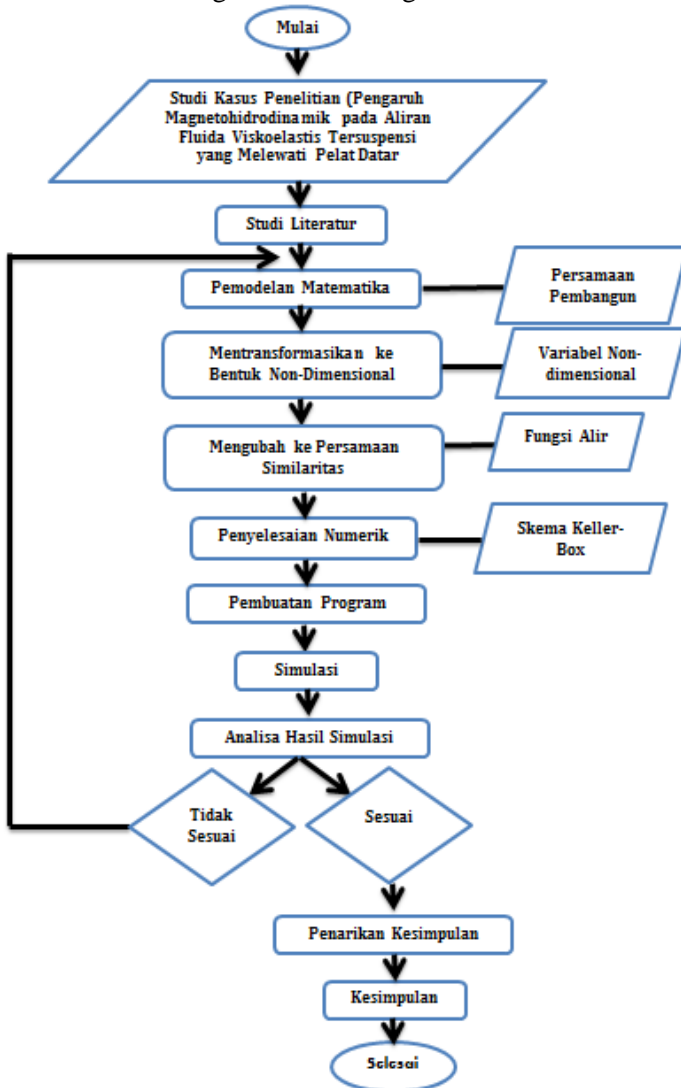 Mulai
Studi Kasus Penelitian (Pengaruh
Magnetohidrodinamik pada Aliran
Fluida Viskoelastis Tersuspensi
yang Melewati Pelat Datar
Studi Literatur
Pemodelan Matematika
Persamaan
Pembangun
Mentransformasikan ke
Bentuk Non-Dimensional
Variabel Non-
dimensional
Mengubah ke Persamaan
Similaritas
Fungsi Alir
Penyelesaian Numerik
Skema Keller-
Box
Pembuatan Program
Simulasi
Analisa Hasil Simulasi
Tidak
Sesuai
Sesuai
Penarikan Kesimpulan
Kesimpulan
Selesai